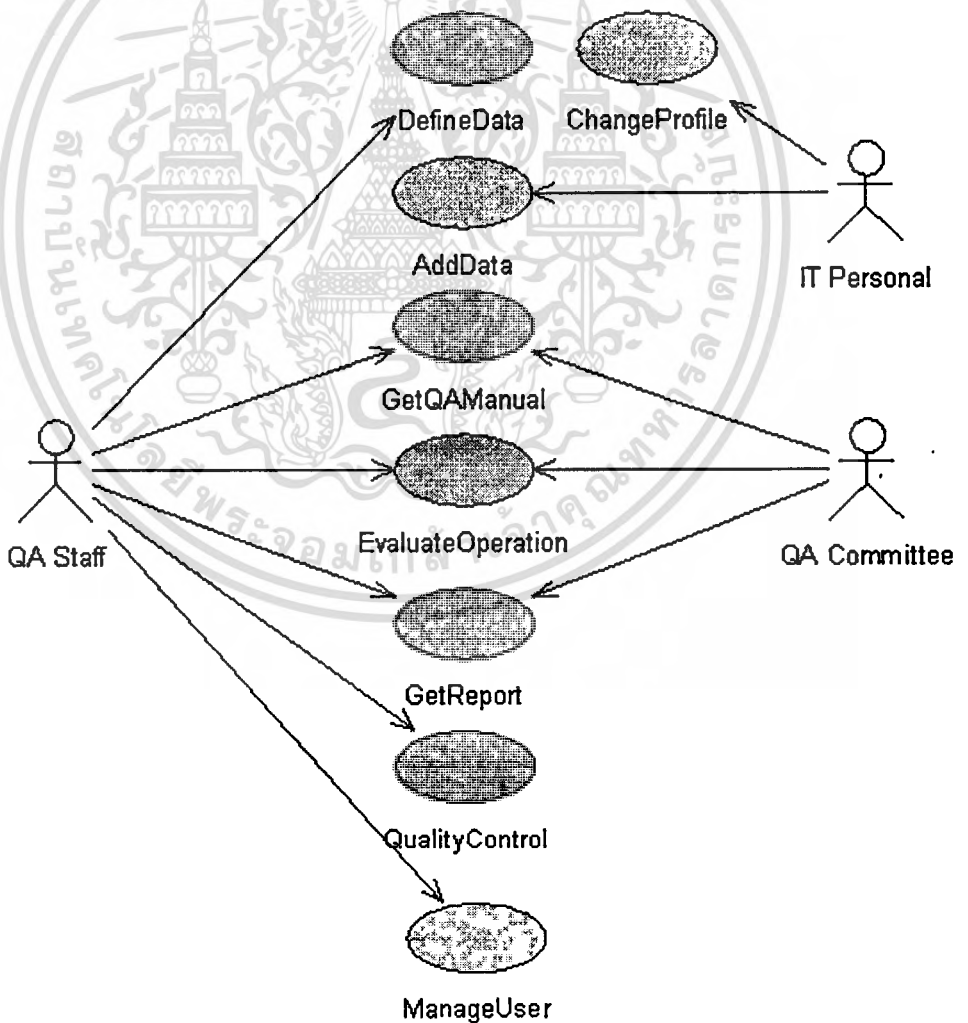 DefineData
ChangeProfile
AddData
IT Personal
GetQAManual
QA Staff
EvaluateOperation
QA Committee
GetReport
QualityControl
ManageUser